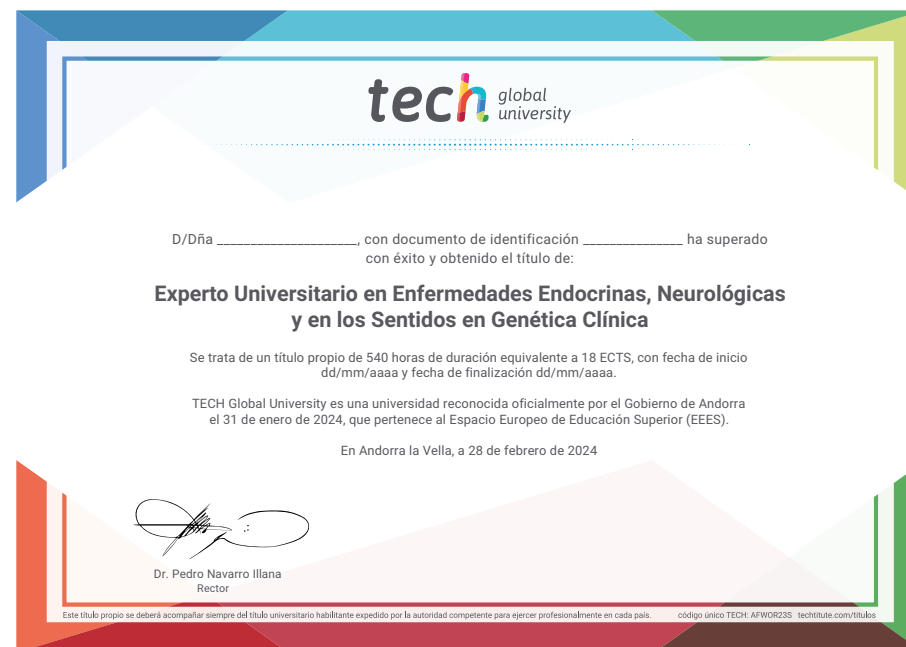 tech global university
D/Dña _____________________, con documento de identificación _______________ ha superado
con éxito y obtenido el título de:
Experto Universitario en Enfermedades Endocrinas, Neurológicas
y en los Sentidos en Genética Clínica
Se trata de un título propio de 540 horas de duración equivalente a 18 ECTS, con fecha de inicio
dd/mm/aaaa y fecha de finalización dd/mm/aaaa.
TECH Global University es una universidad reconocida oficialmente por el Gobierno de Andorra
el 31 de enero de 2024, que pertenece al Espacio Europeo de Educación Superior (EEES).
En Andorra la Vella, a 28 de febrero de 2024
Dr. Pedro Navarro Illana
Rector
Este título propio se deberá acompañar siempre del título universitario habilitante expedido por la autoridad competente para ejercer profesionalmente en cada país. código único TECH: AFWOR23S techtitute.com/titulos